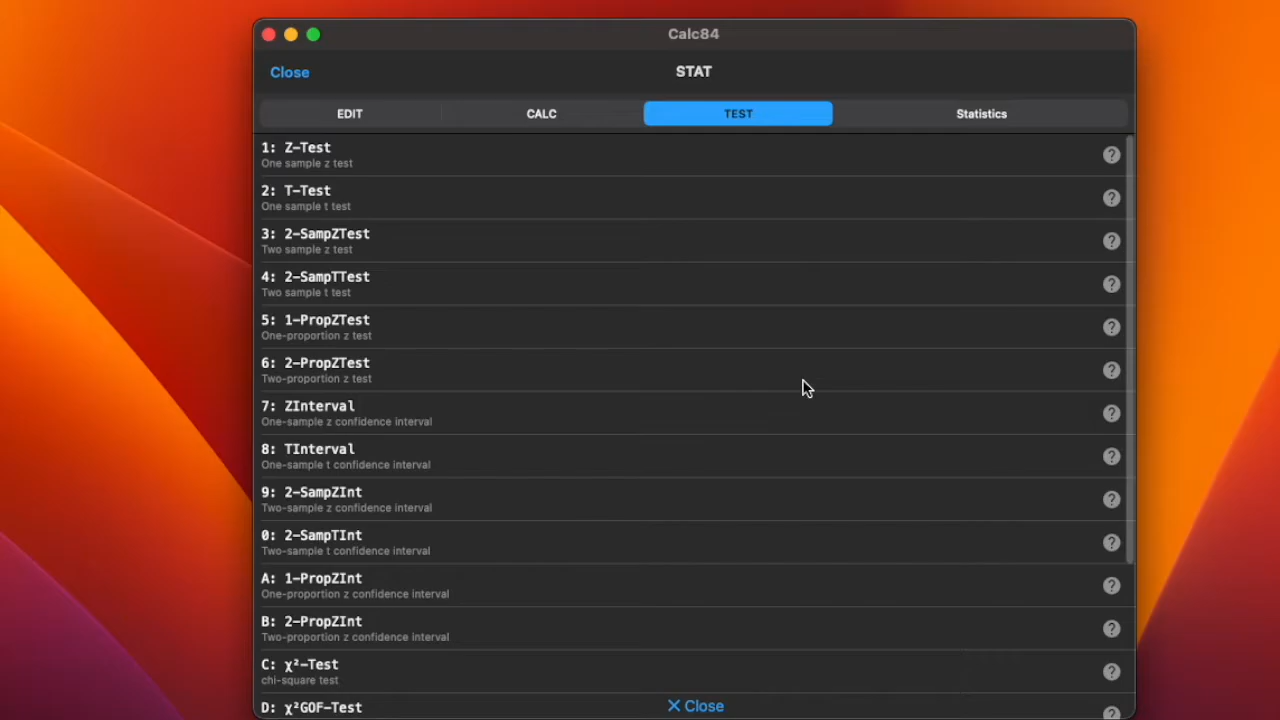 Calc84
Close
STAT
EDIT
CALC
TEST
Statistics
1: Z-Test
One sample z test
2: T-Test
One sample t test
3: 2-SampZTest
Two sample z test
4: 2-SampTTest
Two sample t test
5: 1-PropZTest
One-proportion z test
6: 2-PropZTest
Two-proportion z test
7: ZInterval
One-sample z confidence interval
8: TInterval
One-sample t confidence interval
9: 2-SampZInt
Two-sample z confidence interval
0: 2-SampTInt
Two-sample t confidence interval
A: 1-PropZInt
One-proportion z confidence interval
B: 2-PropZInt
Two-proportion z confidence interval
C: χ²-Test
chi-square test
D: χ²GOF-Test
Close